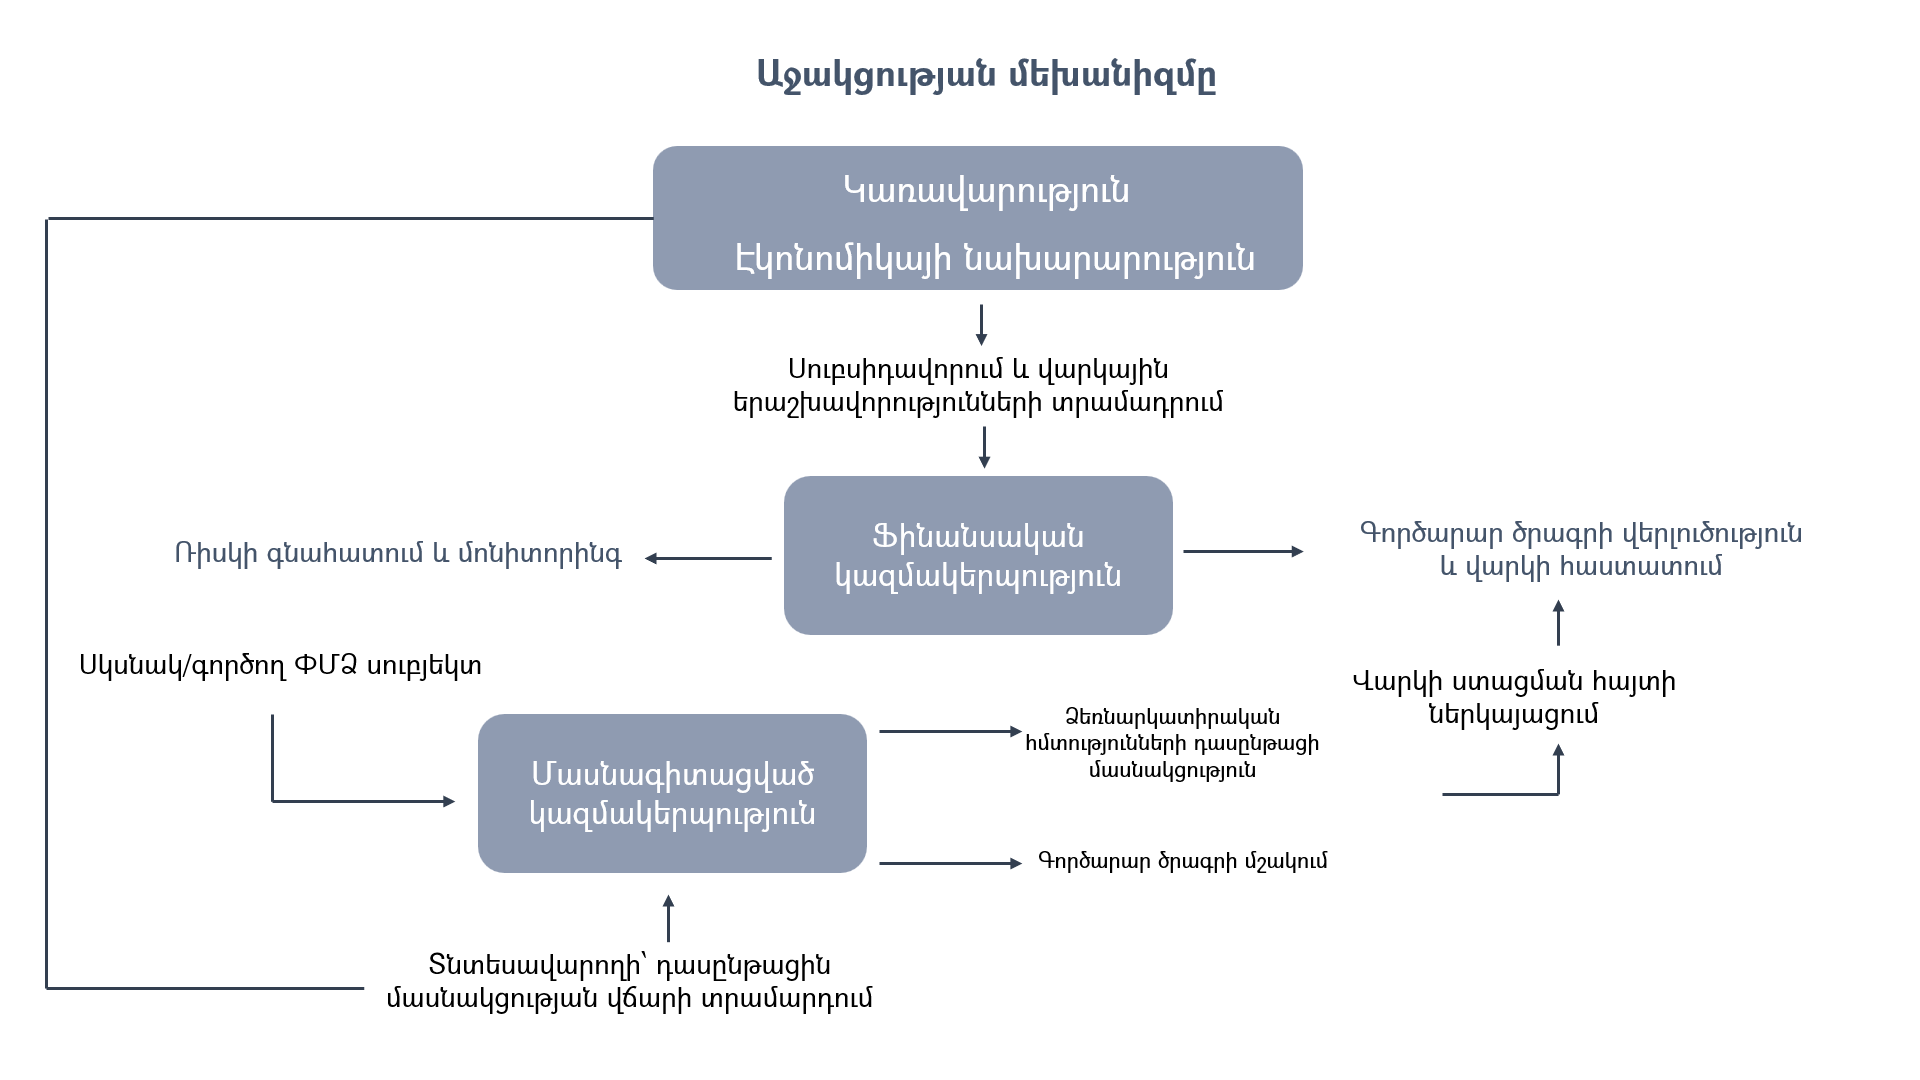 Աջակցության մեխանիզմը
Կառավարություն
Էկոնոմիկայի նախարարություն
Սուբսիդավորում և վարկային
երաշխավորությունների տրամադրում
Ֆինանսական
կազմակերպություն
Ռիսկի գնահատում և մոնիտորինգ
Գործարար ծրագրի վերլուծություն
և վարկի հաստատում
Սկսնակ/գործող ՓՄՁ սուբյեկտ
Վարկի ստացման հայտի
ներկայացում
Մասնագիտացված
կազմակերպություն
Ձեռնարկատիրական
հմտությունների դասընթացի
մասնակցություն
Գործարար ծրագրի մշակում
Տնտեսավարողի՝ դասընթացին
մասնակցության վճարի տրամարդում